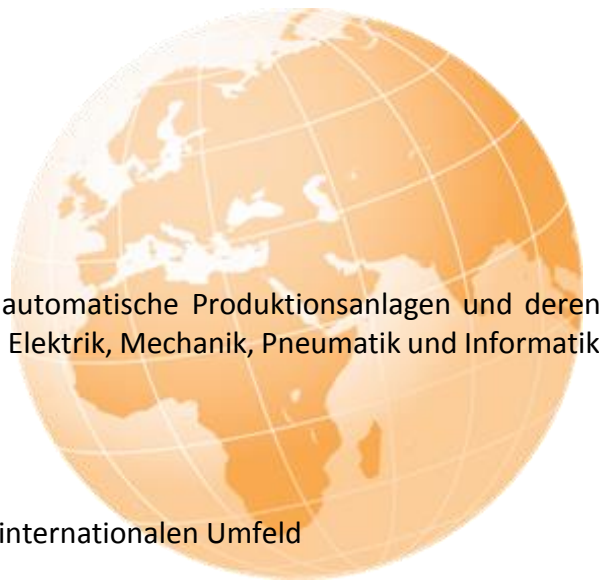 automatische Produktionsanlagen und deren
Elektrik, Mechanik, Pneumatik und Informatik
internationalen Umfeld